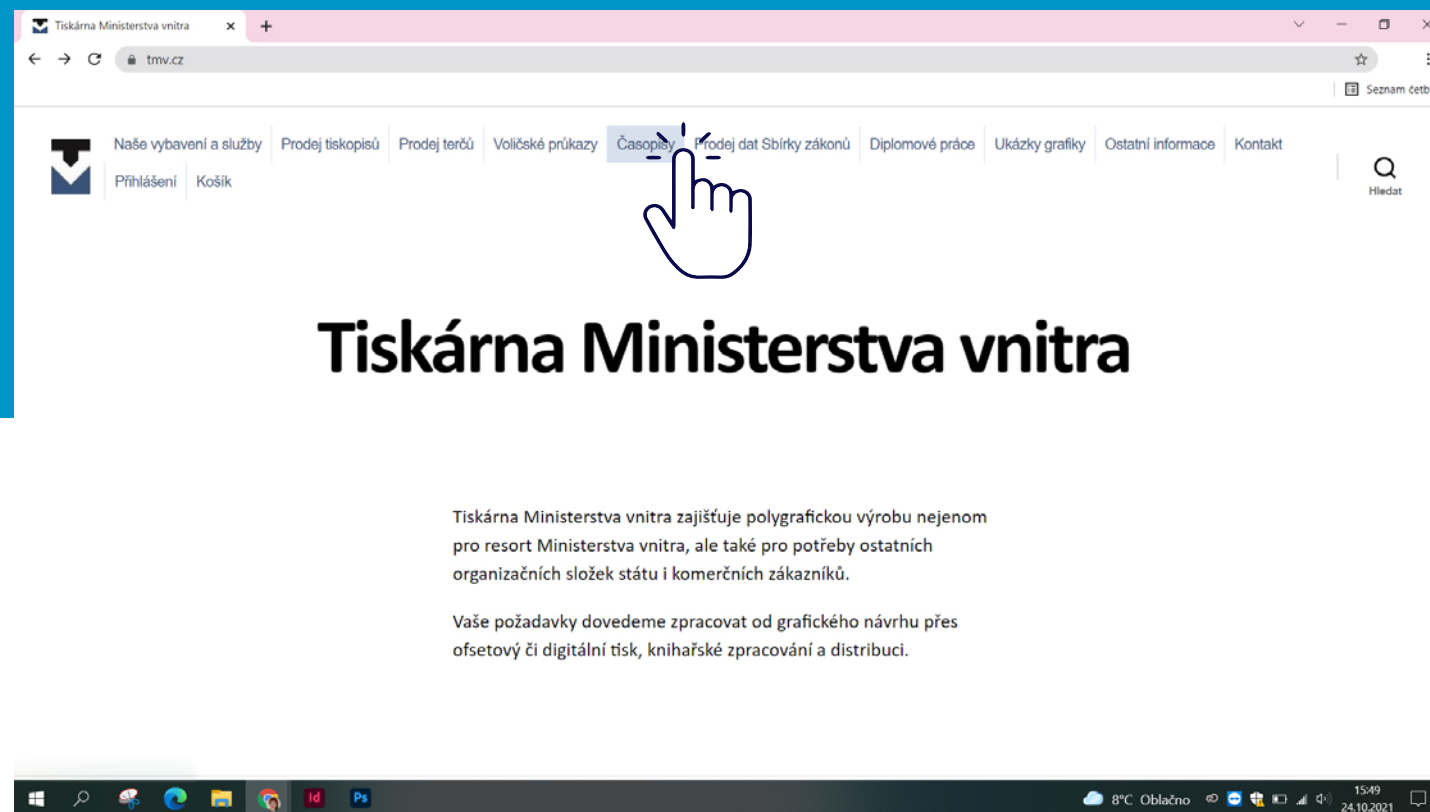 Tiskárna Ministerstva vnitra
tmv.cz
Seznam četb
Naše vybavení a služby Prodej tiskopisů Prodej terčů Voličské průkazy Časopisy Prodej dat Sbírky zákonů Diplomové práce Ukázky grafiky Ostatní informace Kontakt
Přihlášení Košík
Hledat
Tiskárna Ministerstva vnitra
Tiskárna Ministerstva vnitra zajišťuje polygrafickou výrobu nejenom
pro resort Ministerstva vnitra, ale také pro potřeby ostatních
organizačních složek státu i komerčních zákazníků.
Vaše požadavky dovedeme zpracovat od grafického návrhu přes
ofsetový či digitální tisk, knihařské zpracování a distribuci.
Id Ps 8°C Oblačno 15:49
24.10.2021